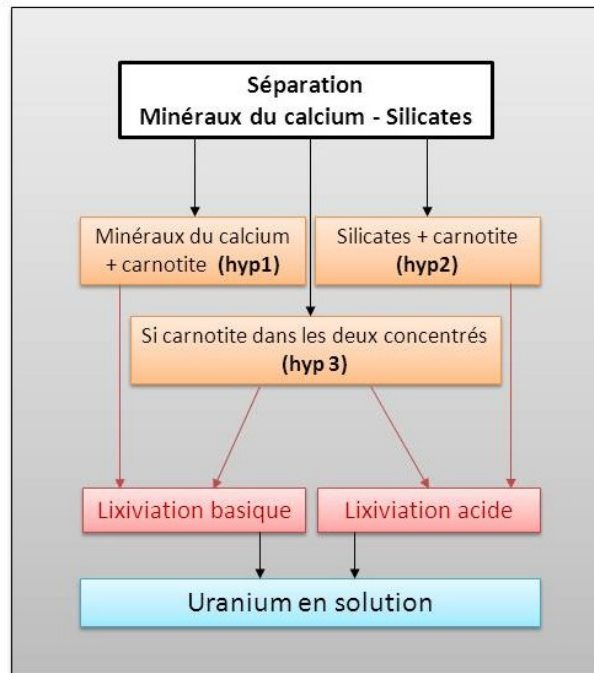 Séparation
Minéraux du calcium - Silicates
Minéraux du calcium
+ carnotite (hyp1)
Silicates + carnotite
(hyp2)
Si carnotite dans les deux concentrés
(hyp 3)
Lixiviation basique
Lixiviation acide
Uranium en solution